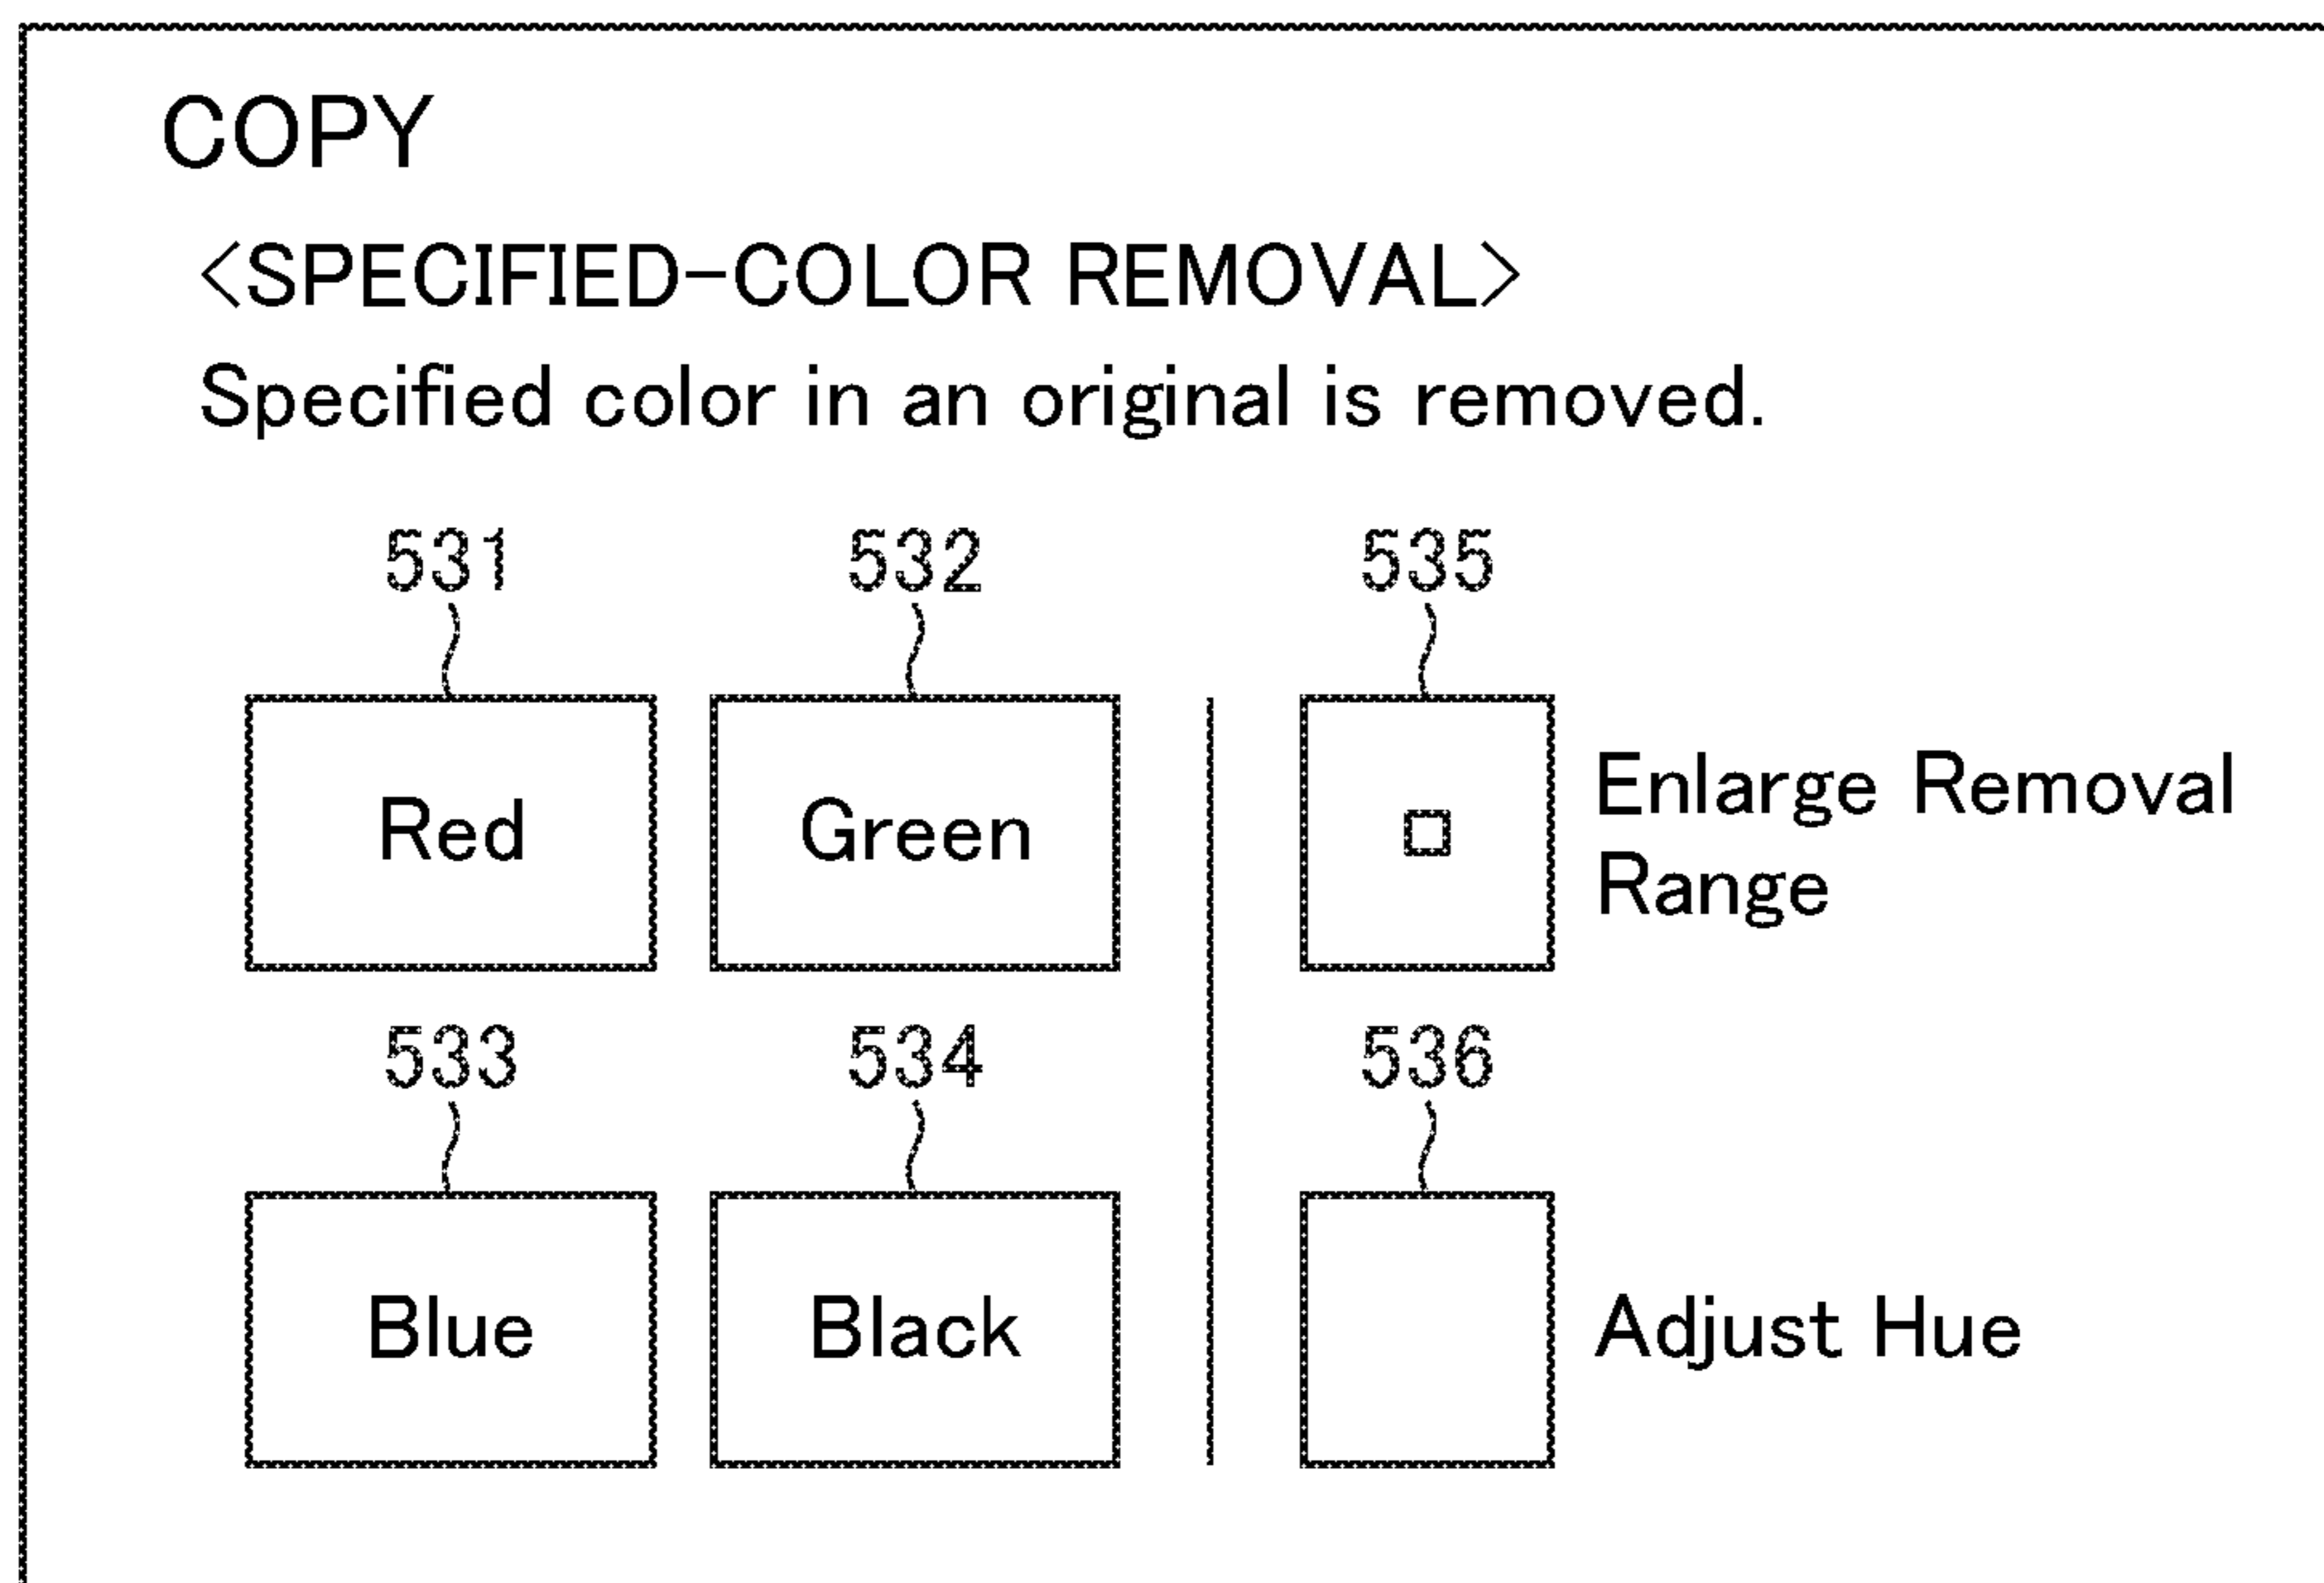 COPY
<SPECIFIED-COLOR REMOVAL>
Specified color in an original is removed.
531 532 535
Red Green Enlarge Removal
Range
533 534 536
Blue Black Adjust Hue